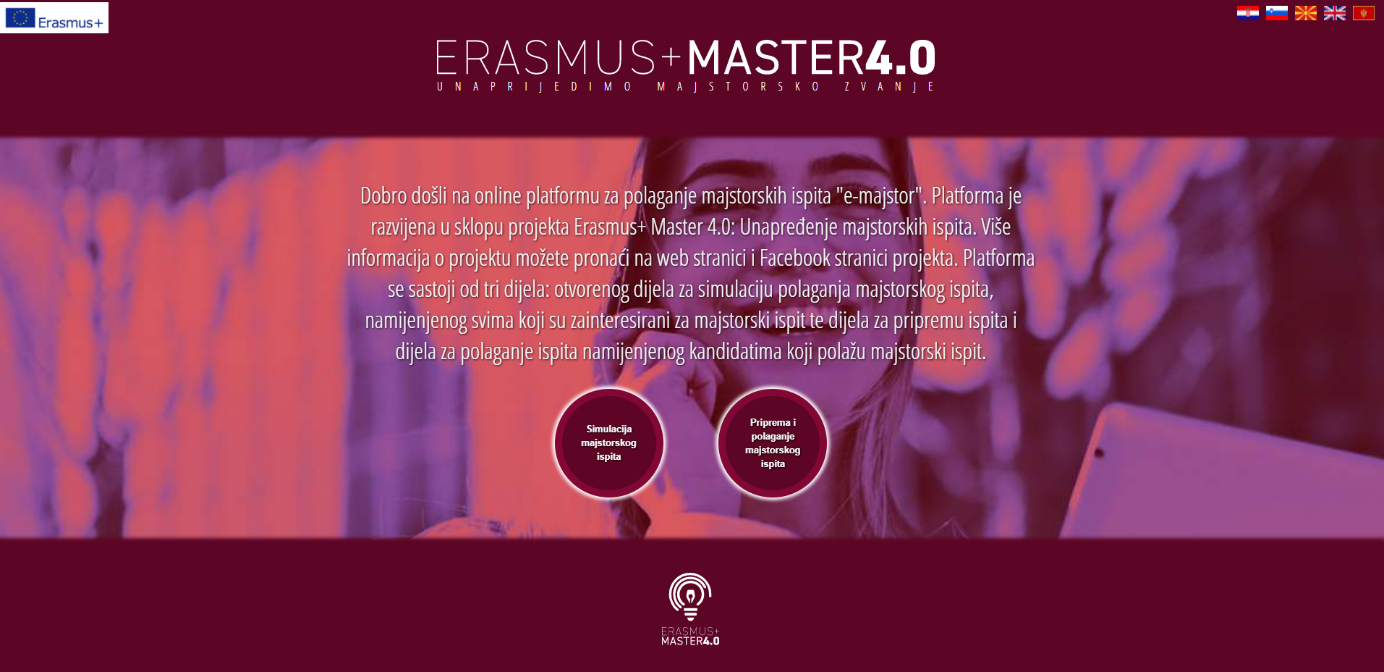 Erasmus+
ERASMUS+MASTER4.0
UNAPRIJEDIMO MAJSTORSKO ZVANJE
Dobro došli na online platformu za polaganje majstorskih ispita "e-majstor". Platforma je
razvijena u sklopu projekta Erasmus+ Master 4.0: Unapređenje majstorskih ispita. Više
informacija o projektu možete pronaći na web stranici i Facebook stranici projekta. Platforma
se sastoji od tri dijela: otvorenog dijela za simulaciju polaganja majstorskog ispita,
namijenjenog svima koji su zainteresirani za majstorski ispit te dijela za pripremu ispita i
dijela za polaganje ispita namijenjenog kandidatima koji polažu majstorski ispit.
Simulacija
majstorskog
ispita
Priprema i
polaganje
majstorskog
ispita
ERASMUS+
MASTER4.0